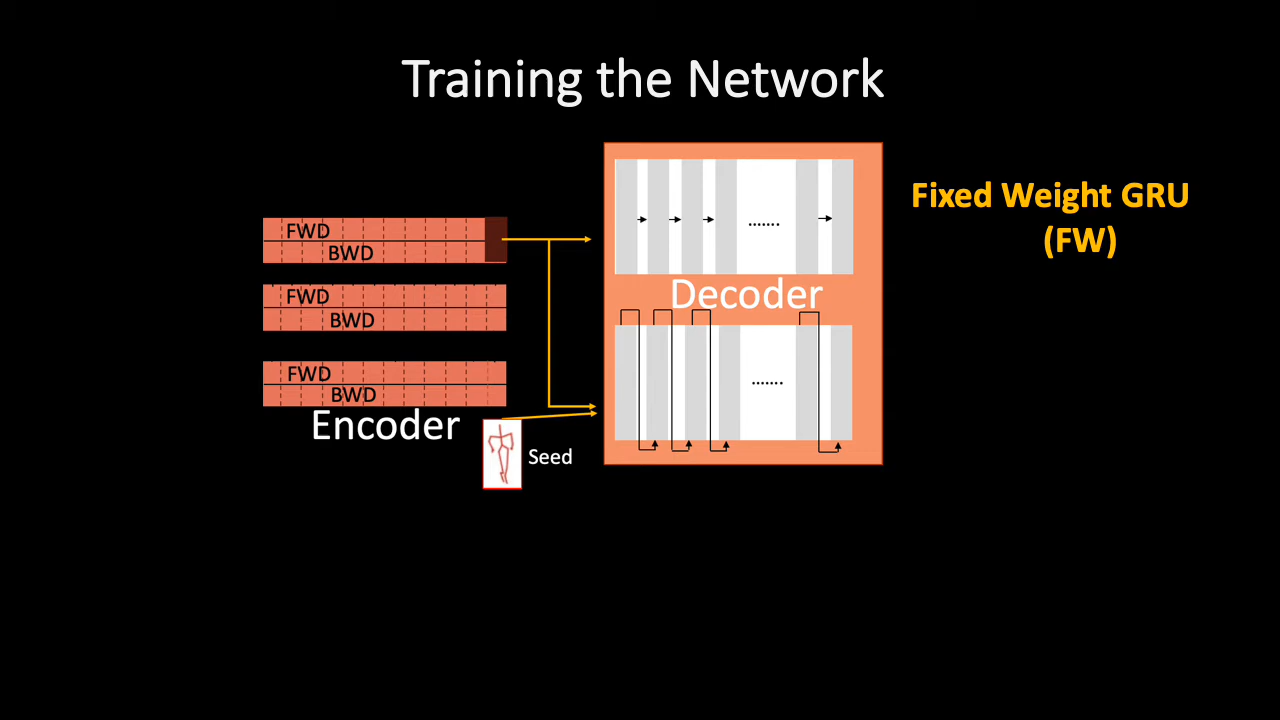 Training the Network
FWD
BWD
FWD
BWD
FWD
BWD
Encoder
Seed
.......
Decoder
.......
Fixed Weight GRU
(FW)